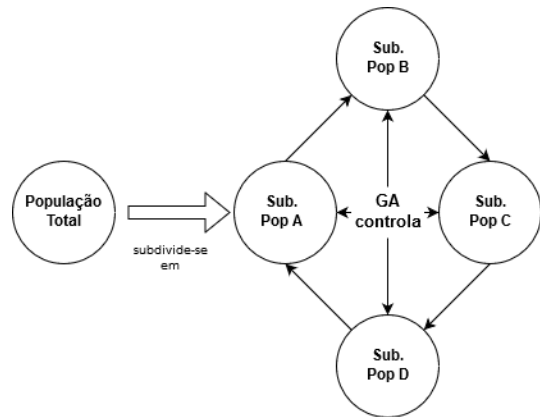 População
Total
subdivide-se
em
Sub.
Pop A
Sub.
Pop B
GA
controla
Sub.
Pop C
Sub.
Pop D